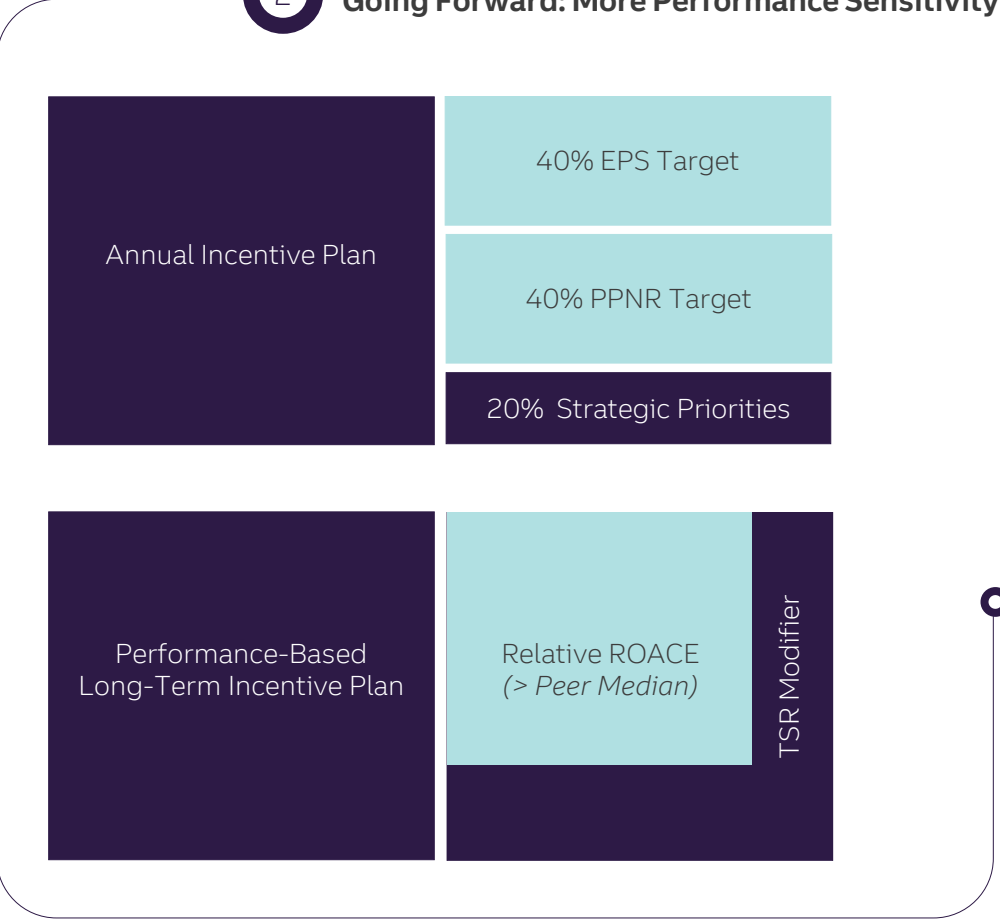 Going Forward: More Performance Sensitivity
Annual Incentive Plan
40% EPS Target
40% PPNR Target
20% Strategic Priorities
Performance-Based
Long-Term Incentive Plan
Relative ROACE
(> Peer Median)
TSR Modifier